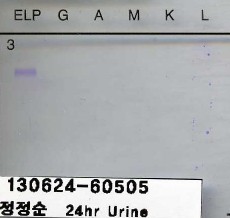 ELP G A M K L
3
130624-60505
정정순 24hr Urine